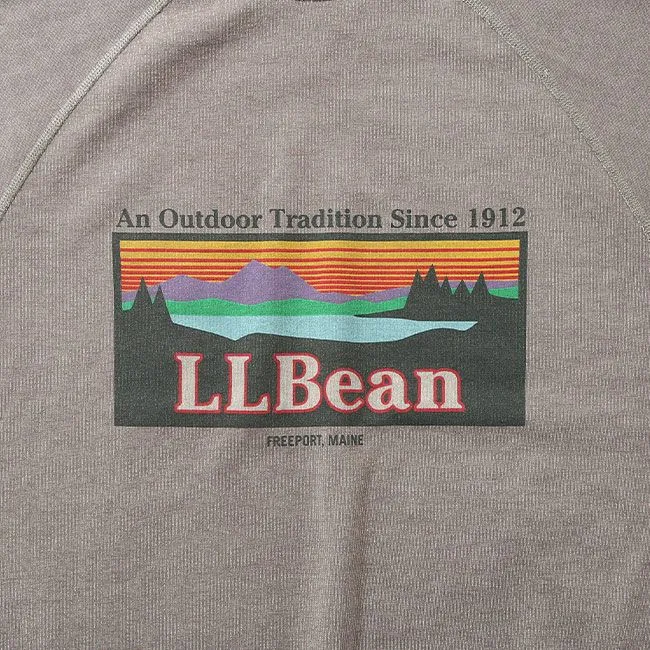 An Outdoor Tradition Since 1912
LLBean
FREEPORT, MAINE